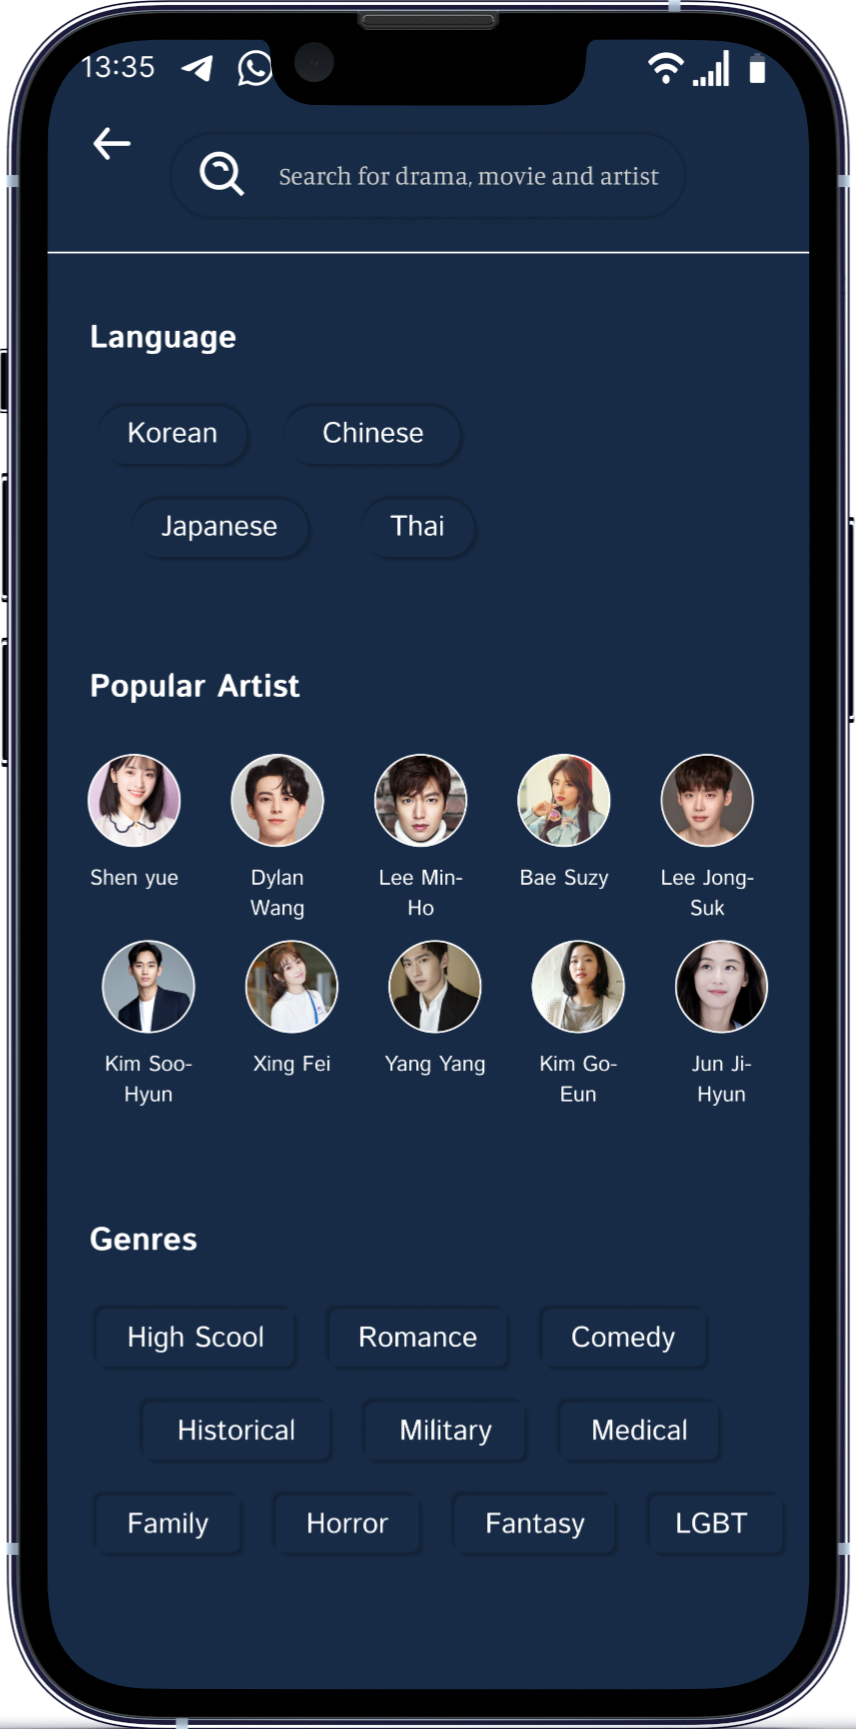 13:35
Search for drama, movie and artist
Language
Korean Chinese
Japanese Thai
Popular Artist
Shen yue Dylan Wang Lee Min-Ho Bae Suzy Lee Jong-Suk
Kim Soo-Hyun Xing Fei Yang Yang Kim Go-Eun Jun Ji-Hyun
Genres
High Scool Romance Comedy
Historical Military Medical
Family Horror Fantasy LGBT